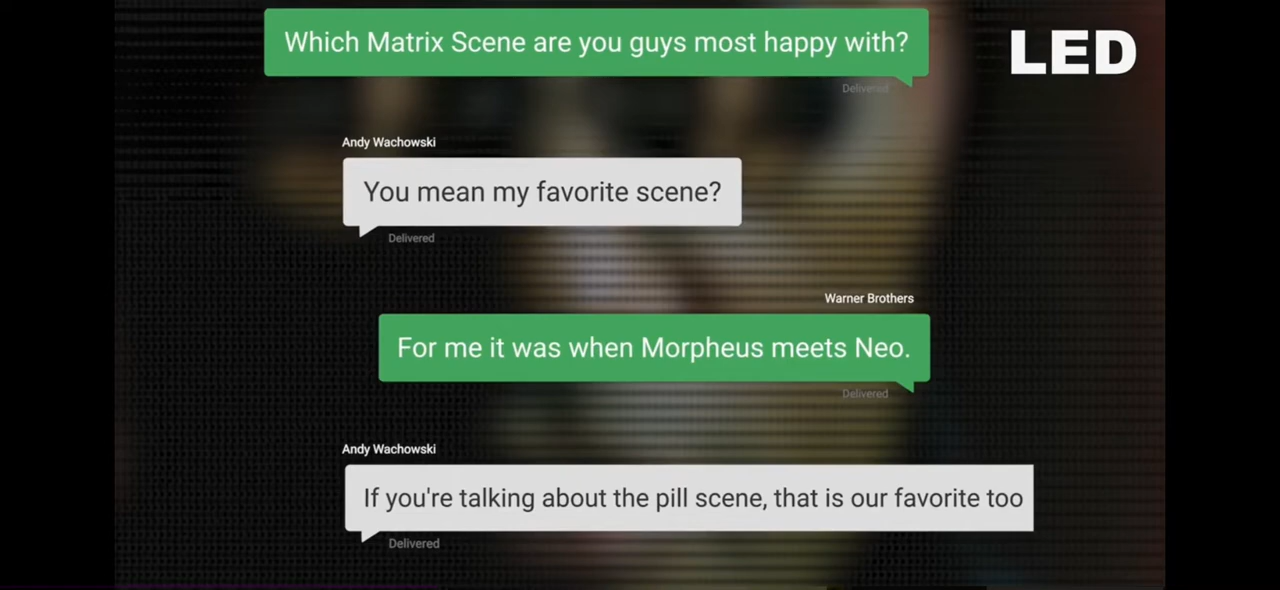 Which Matrix Scene are you guys most happy with?
LED
Delivered
Andy Wachowski
You mean my favorite scene?
Delivered
Warner Brothers
For me it was when Morpheus meets Neo.
Delivered
Andy Wachowski
If you're talking about the pill scene, that is our favorite too
Delivered